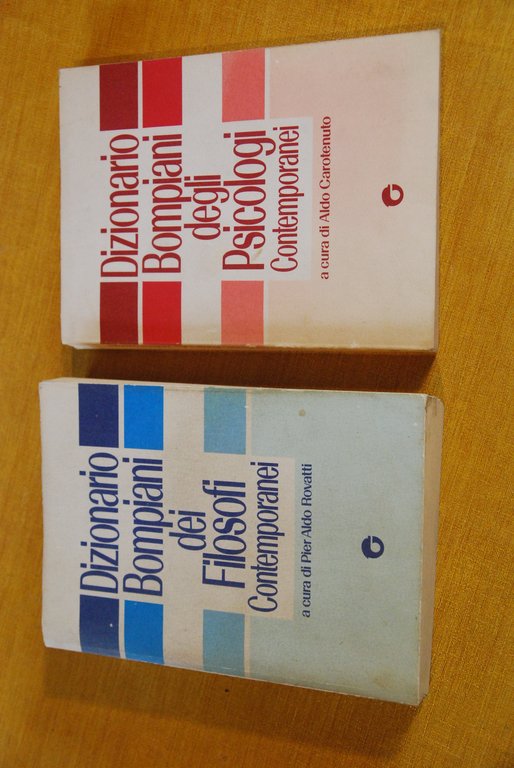 Dizionario
Bompiani
degli
Psicologi
Contemporanei
a cura di Aldo Carotenuto
Dizionario
Bompiani
dei
Filosofi
Contemporanei
a cura di Pier Aldo Rovatti